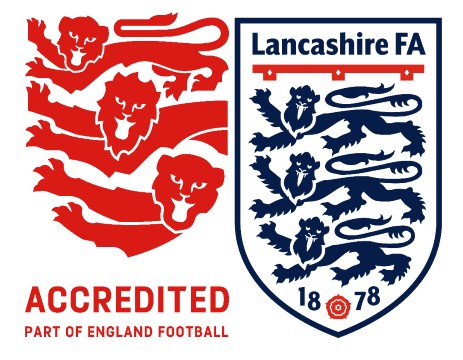 ACCREDITED
PART OF ENGLAND FOOTBALL
Lancashire FA
18 78